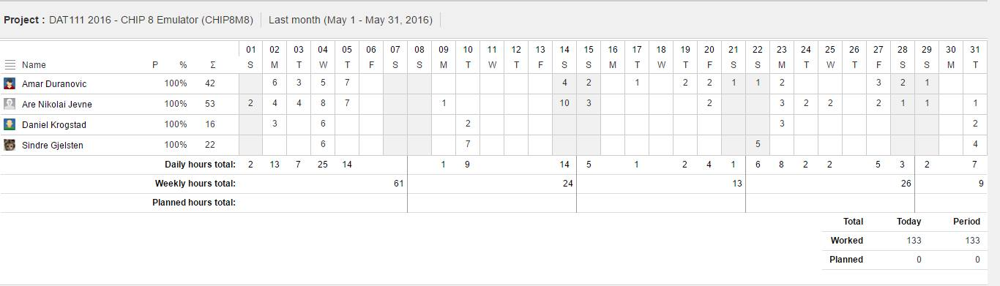 Project : DAT111 2016 - CHIP 8 Emulator (CHIP8M8) Last month (May 1 - May 31, 2016)
01 02 03 04 05 06 07 08 09 10 11 12 13 14 15 16 17 18 19 20 21 22 23 24 25 26 27 28 29 30 31
Name P % Σ S M T W T F S S M T W T F S S M T W T F S S M T W T F S S M T
Amar Duranovic 100% 42 6 3 5 7 4 2 1 2 2 1 1 2 3 2 1
Are Nikolai Jevne 100% 53 2 4 4 8 7 1 10 3 2 3 2 2 2 1 1 1
Daniel Krogstad 100% 16 3 6 2 3 2
Sindre Gjelsten 100% 22 6 7 5 4
Daily hours total: 2 13 7 25 14 1 9 14 5 1 2 4 1 6 8 2 2 5 3 2 7
Weekly hours total: 61 24 13 26 9
Planned hours total:
Total Today Period
Worked 133 133
Planned 0 0